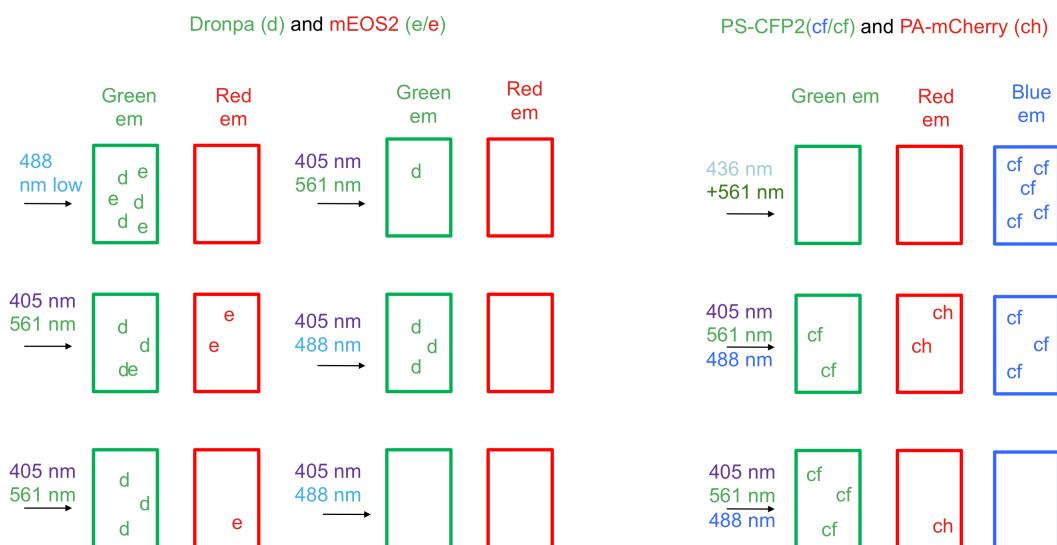 Dronpa (d) and mEOS2 (e/e)
PS-CFP2(cf/cf) and PA-mCherry (ch)
Green
em
Red
em
Green
em
Red
em
Green em
Red
em
Blue
em
488
nm low
d e
e d
d e
405 nm
561 nm
d
436 nm
+561 nm
cf cf
cf
cf cf
405 nm
561 nm
d
d
de
e
e
405 nm
488 nm
d
d
d
405 nm
561 nm
488 nm
cf
cf
ch
ch
cf
cf
cf
405 nm
561 nm
d
d
d
e
405 nm
488 nm
405 nm
561 nm
488 nm
cf
cf
cf
ch